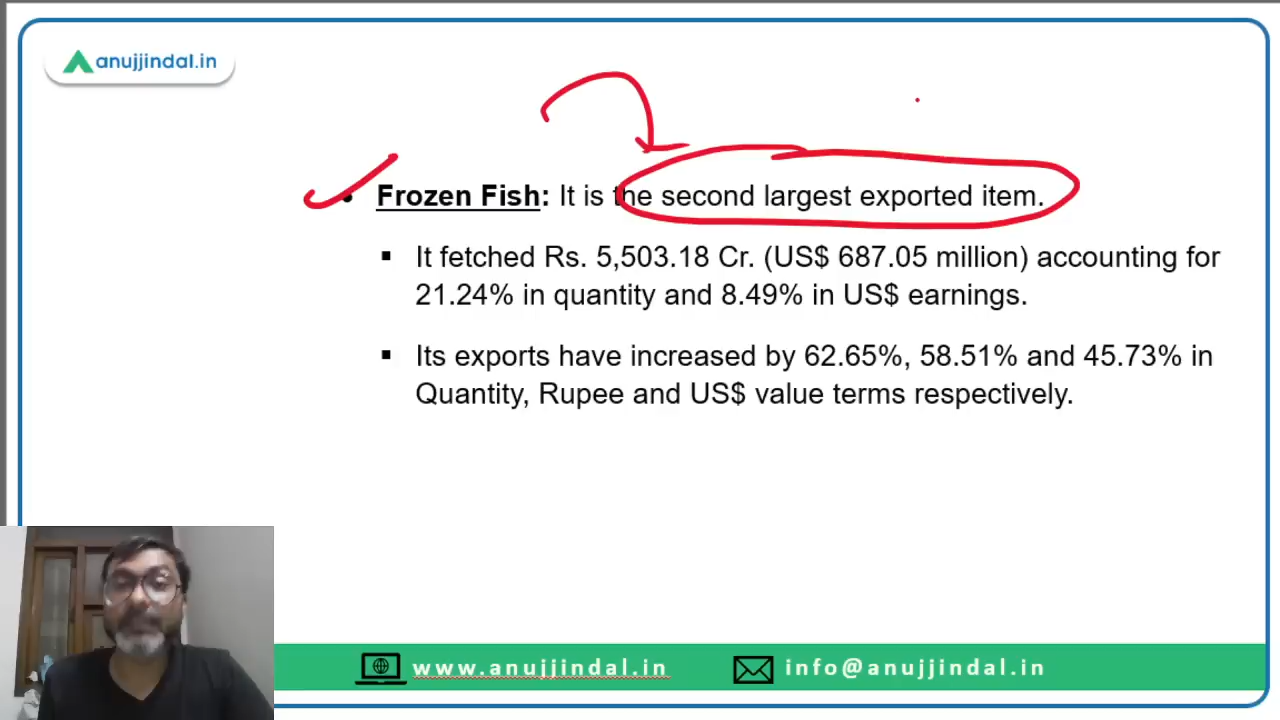 anujjindal.in
• Frozen Fish: It is the second largest exported item.
▪ It fetched Rs. 5,503.18 Cr. (US$ 687.05 million) accounting for
21.24% in quantity and 8.49% in US$ earnings.
▪ Its exports have increased by 62.65%, 58.51% and 45.73% in
Quantity, Rupee and US$ value terms respectively.
www.anujjindal.in
info@anujjindal.in